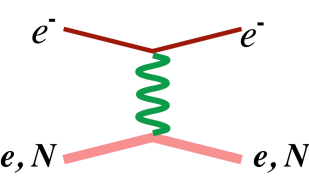 e⁻ e⁻
e, N e, N